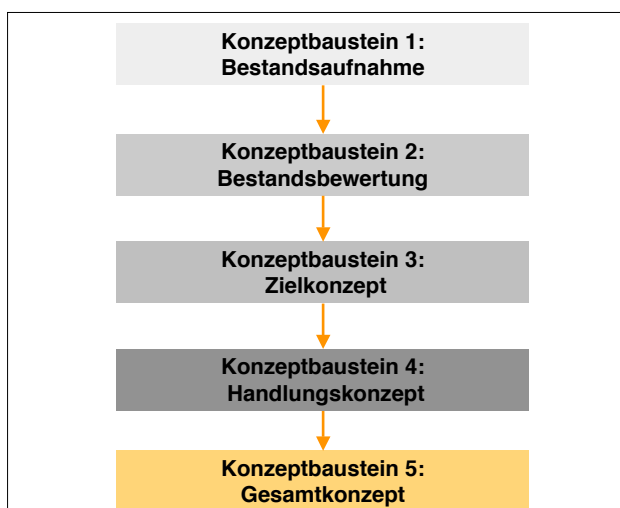 Konzeptbaustein 1:
Bestandsaufnahme
Konzeptbaustein 2:
Bestandsbewertung
Konzeptbaustein 3:
Zielkonzept
Konzeptbaustein 4:
Handlungskonzept
Konzeptbaustein 5:
Gesamtkonzept